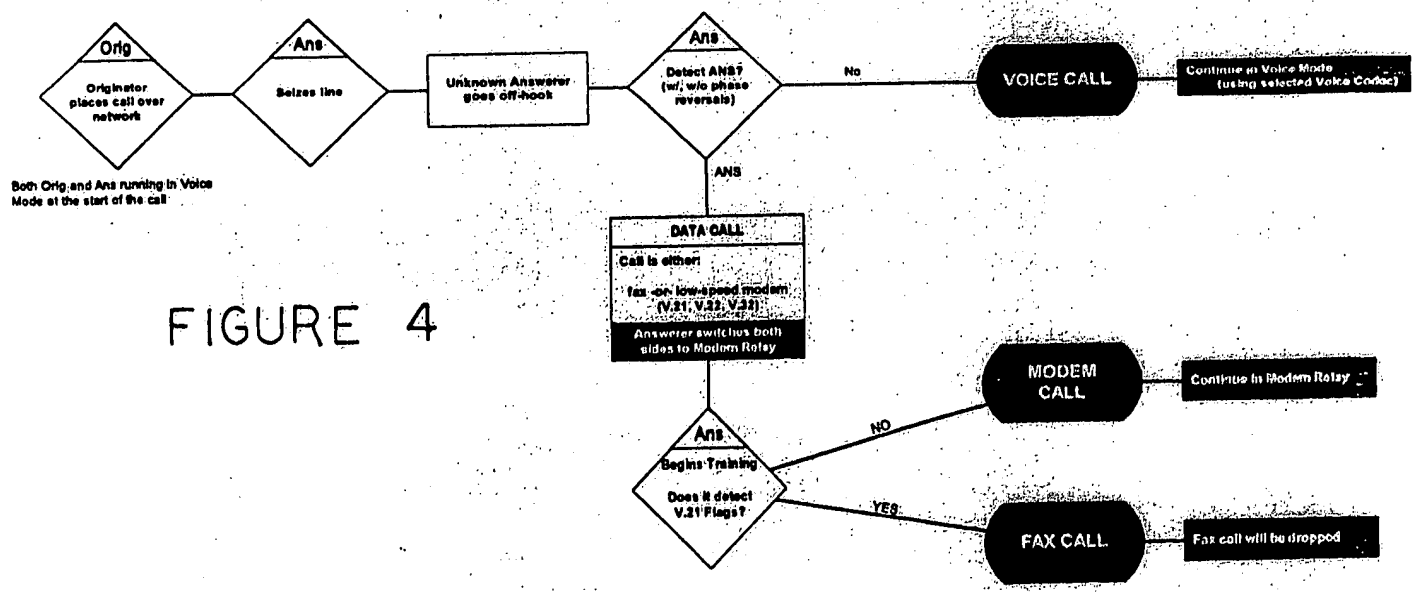 Orig
Originator
places call over
network
Both Orig and Ans running in Voice
Mode at the start of the call
Ans
Seizes line
Unknown Answerer
goes off-hook
Ans
Detect ANS?
(w/, w/o phase
reversals)
No
VOICE CALL
Continue in Voice Mode
(using selected Voice Codec)
ANS
DATA CALL
Call is either:
fax -or- low-speed modem
(V.21, V.22, V.32)
Answerer switches both
sides to Modem Relay
FIGURE 4
Ans
Begins Training
Does it detect
V.21 Flags?
NO
MODEM
CALL
Continue in Modem Relay
YES
FAX CALL
Fax call will be dropped